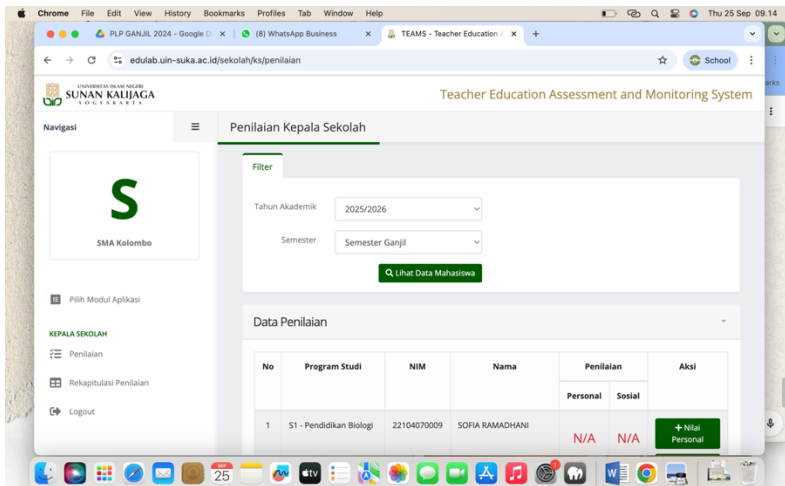 Chrome File Edit View History Bookmarks Profiles Tab Window Help Thu 25 Sep 09.14
PLP GANJIL 2024 - Google D (8) WhatsApp Business TEAMS - Teacher Education
edulab.uin-suka.ac.id/sekolah/ks/penilaian School
UNIVERSITAS ISLAM NEGERI
SUNAN KALIJAGA
YOGYAKARTA
Teacher Education Assessment and Monitoring System
Navigasi
Penilaian Kepala Sekolah
Filter
S
SMA Kolombo
Tahun Akademik 2025/2026
Semester Semester Ganjil
Lihat Data Mahasiswa
Pilih Modul Aplikasi
KEPALA SEKOLAH
Penilaian
Rekapitulasi Penilaian
Logout
Data Penilaian
No Program Studi NIM Nama Penilaian Aksi
Personal Sosial
1 S1 - Pendidikan Biologi 22104070009 SOFIA RAMADHANI N/A N/A + Nilai
Personal
SEP
25
tv